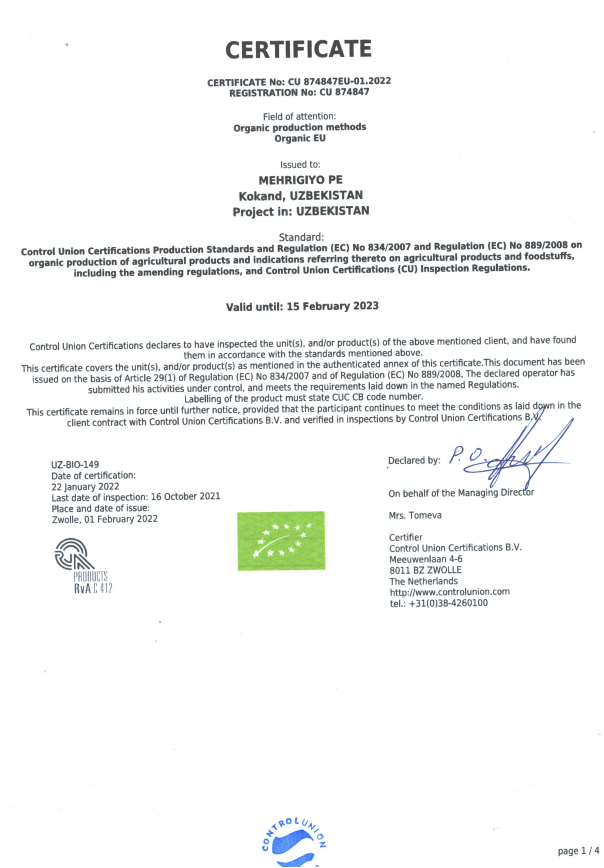 CERTIFICATE
CERTIFICATE No: CU 874847EU-01.2022
REGISTRATION No: CU 874847
Field of attention:
Organic production methods
Organic EU
Issued to:
MEHRIGIYO PE
Kokand, UZBEKISTAN
Project in: UZBEKISTAN
Standard:
Control Union Certifications Production Standards and Regulation (EC) No 834/2007 and Regulation (EC) No 889/2008 on
organic production of agricultural products and indications referring thereto on agricultural products and foodstuffs,
including the amending regulations, and Control Union Certifications (CU) Inspection Regulations.
Valid until: 15 February 2023
Control Union Certifications declares to have inspected the unit(s), and/or product(s) of the above mentioned client, and have found
them in accordance with the standards mentioned above.
This certificate covers the unit(s), and/or product(s) as mentioned in the authenticated annex of this certificate.This document has been
issued on the basis of Article 29(1) of Regulation (EC) No 834/2007 and of Regulation (EC) No 889/2008. The declared operator has
submitted his activities under control, and meets the requirements laid down in the named Regulations.
Labelling of the product must state CUC CB code number.
This certificate remains in force until further notice, provided that the participant continues to meet the conditions as laid down in the
client contract with Control Union Certifications B.V. and verified in inspections by Control Union Certifications B.V.
UZ-BIO-149
Date of certification:
22 January 2022
Last date of inspection: 16 October 2021
Place and date of issue:
Zwolle, 01 February 2022
PRODUCTS
RvA C 412
Declared by: P.O.
On behalf of the Managing Director
Mrs. Tomeva
Certifier
Control Union Certifications B.V.
Meeuwenlaan 4-6
8011 BZ ZWOLLE
The Netherlands
http://www.controlunion.com
tel.: +31(0)38-4260100
CONTROL UNION
page 1 / 4